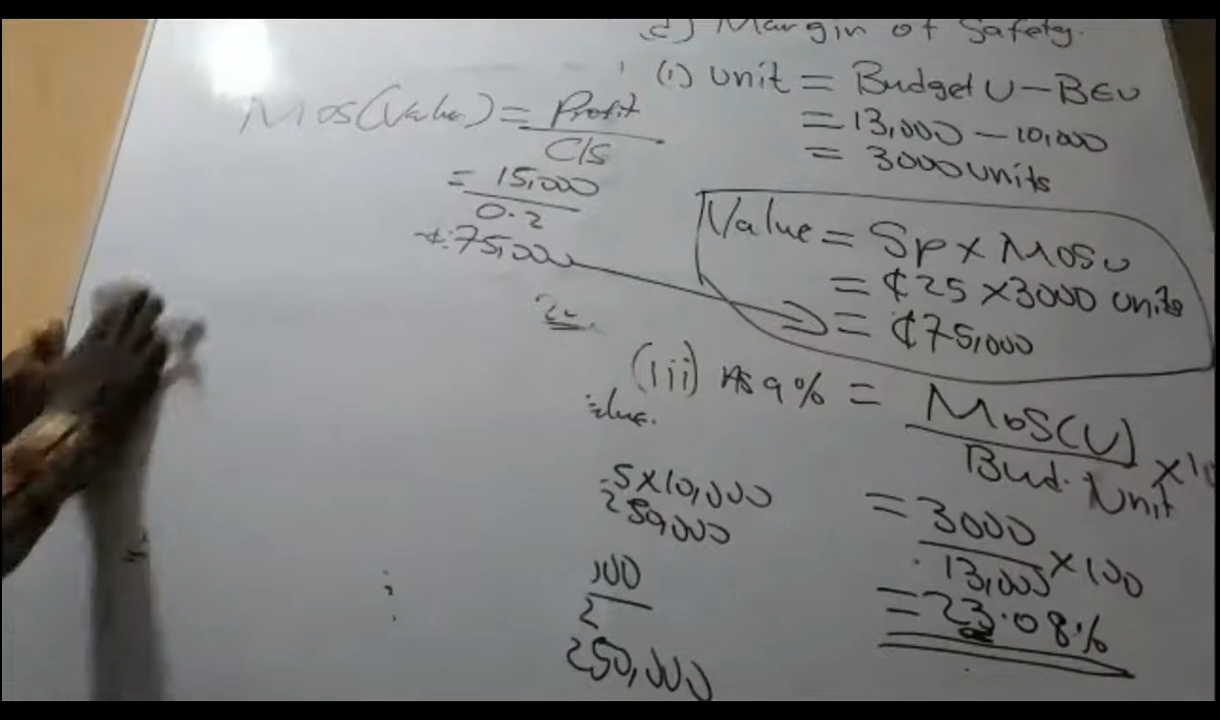 c) Margin of Safety.
(i) Unit = Budget U - BEU
= 13,000 - 10,000
= 3000 units
MOS (Value) = Profit
C/S
= 15,000
0.2
¢75,000
Value = Sp x MOSU
= ¢25 x 3000 units
= ¢75,000
(iii) As a % = MOS(U)
Bud. Unit
= 3000 x 100
13,000
= 23.08%
5 x 10,000
250,000
250,000